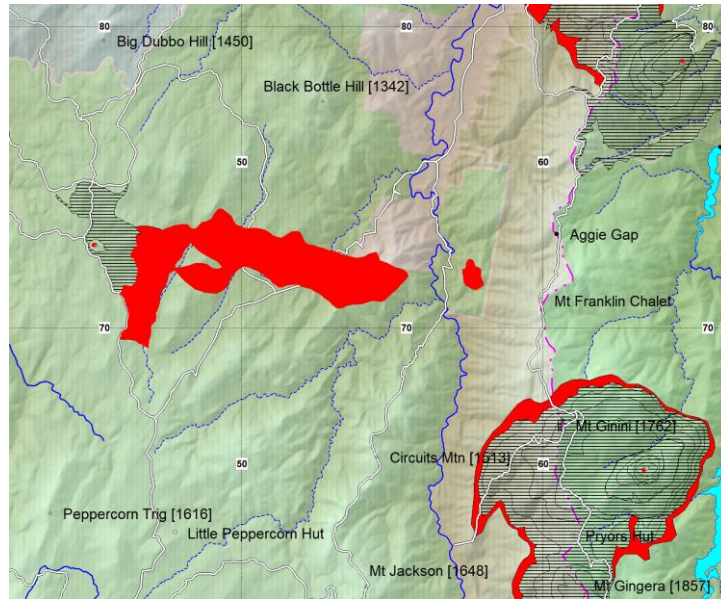 80
80
80
Big Dubbo Hill [1450]
Black Bottle Hill [1342]
50
60
Aggie Gap
Mt Franklin Chalet
70
70
70
Mt Ginini [1762]
Circuits Mtn [1513]
50
60
Peppercorn Trig [1616]
Little Peppercorn Hut
Pryors Hut
Mt Jackson [1648]
Mt Gingera [1857]